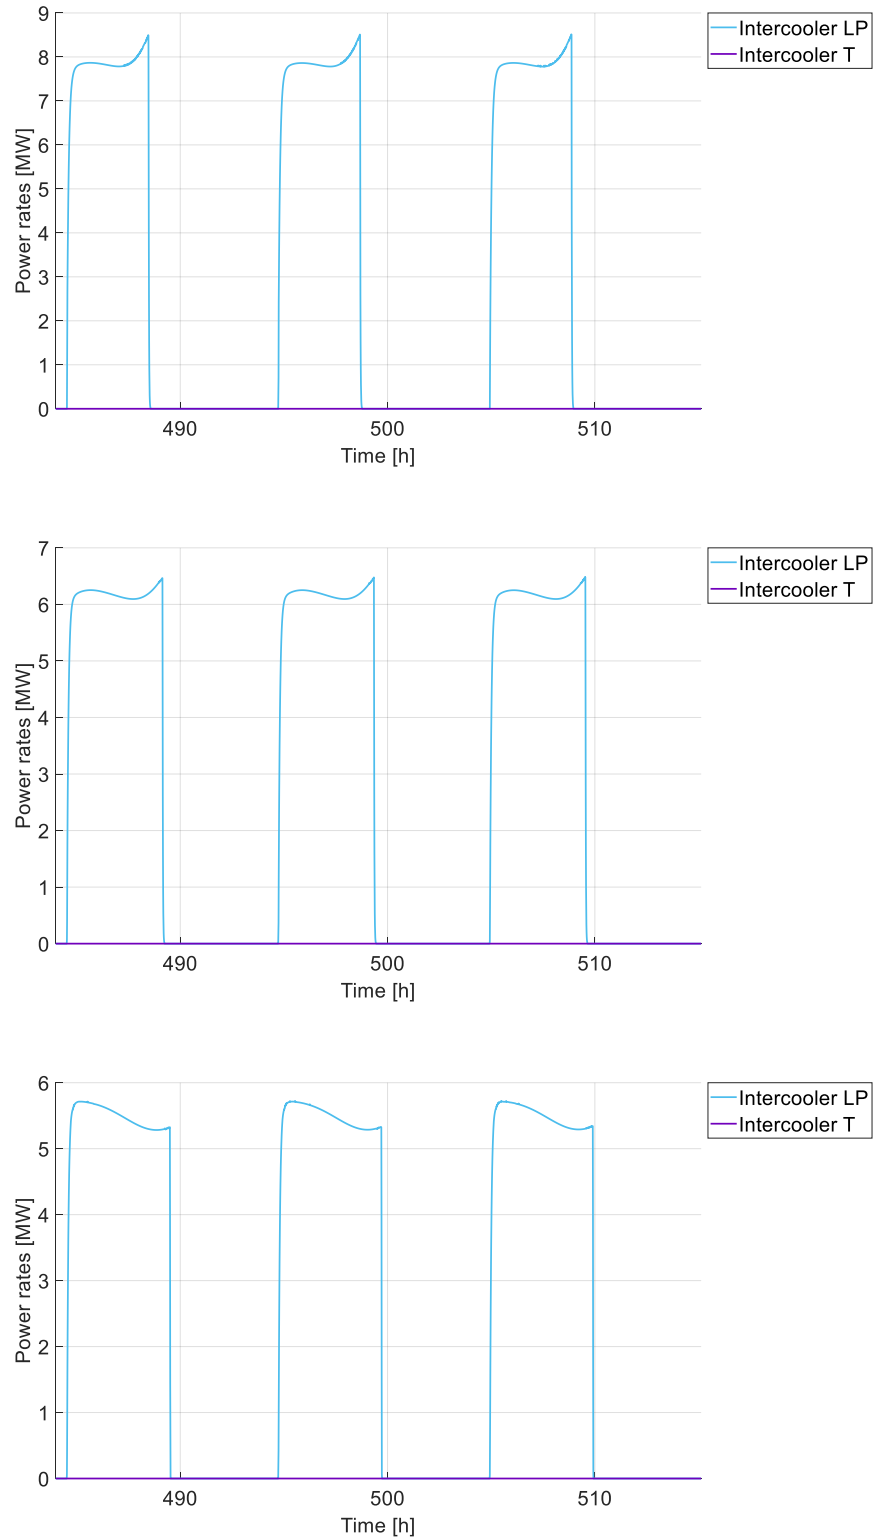 9
8
7
6
5
4
3
2
1
0
Power rates [MW]
490
500
510
Time [h]
Intercooler LP
Intercooler T
7
6
5
4
3
2
1
0
Power rates [MW]
490
500
510
Time [h]
Intercooler LP
Intercooler T
6
5
4
3
2
1
0
Power rates [MW]
490
500
510
Time [h]
Intercooler LP
Intercooler T